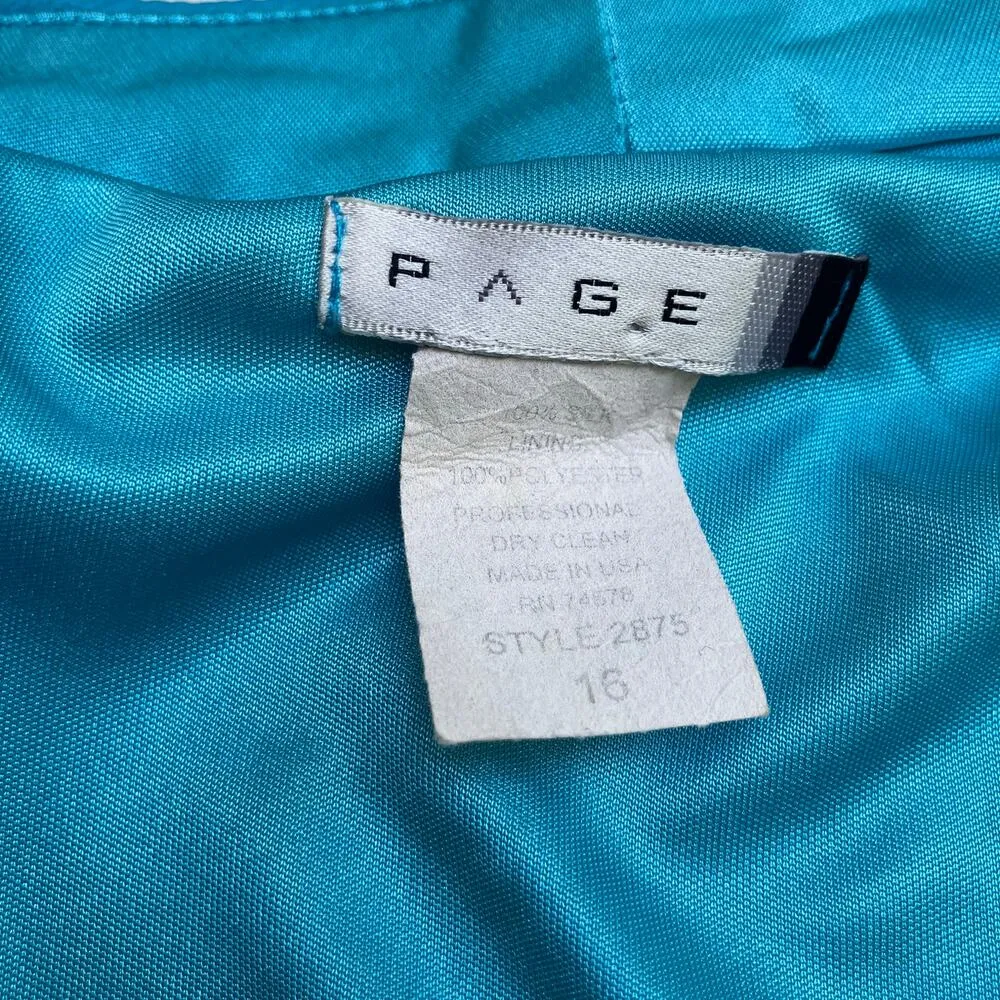 PAGE
100% SILK
LINING
100% POLYESTER
PROFESSIONAL
DRY CLEAN
MADE IN USA
RN 74678
STYLE 2875
16